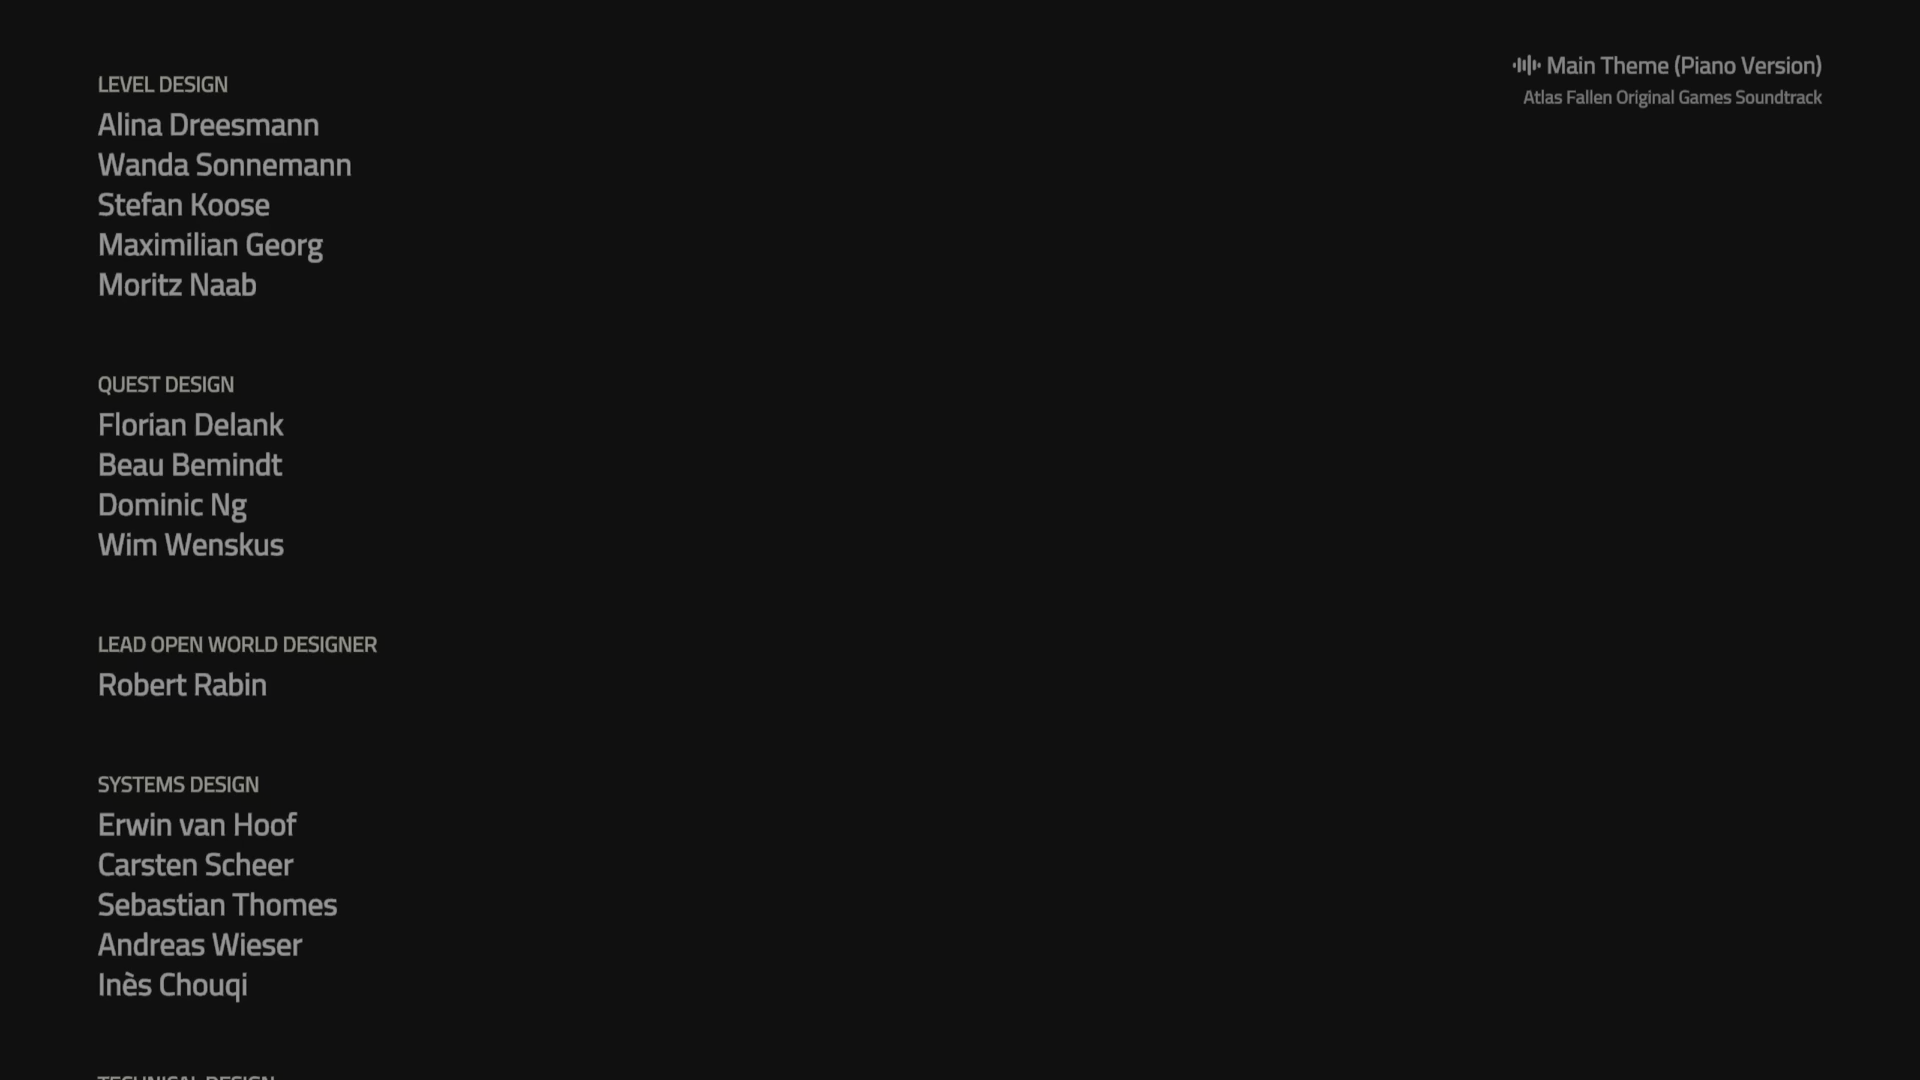 LEVEL DESIGN
Alina Dreesmann
Wanda Sonnemann
Stefan Koose
Maximilian Georg
Moritz Naab
QUEST DESIGN
Florian Delank
Beau Bemindt
Dominic Ng
Wim Wenskus
LEAD OPEN WORLD DESIGNER
Robert Rabin
SYSTEMS DESIGN
Erwin van Hoof
Carsten Scheer
Sebastian Thomes
Andreas Wieser
Inès Chouqi
TECHNICAL DESIGN
Main Theme (Piano Version)
Atlas Fallen Original Games Soundtrack